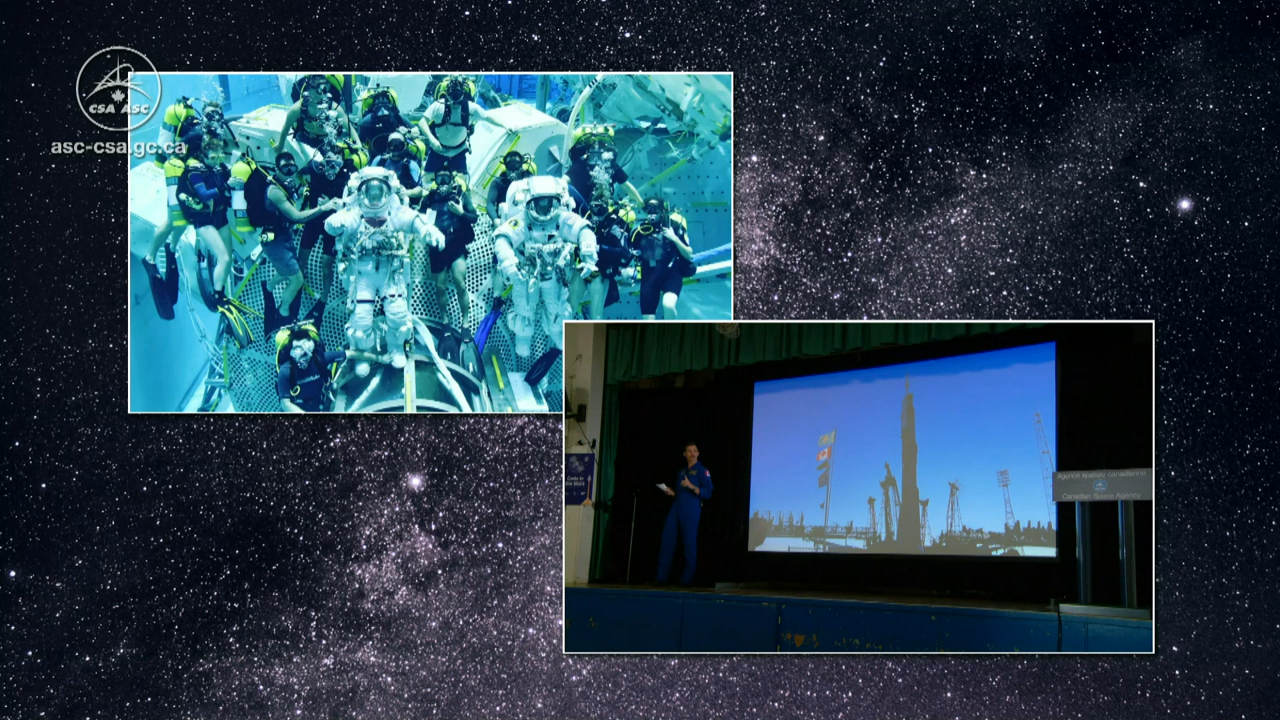 CSA ASC
asc-csa.gc.ca
Agence spatiale canadienne
Canadian Space Agency